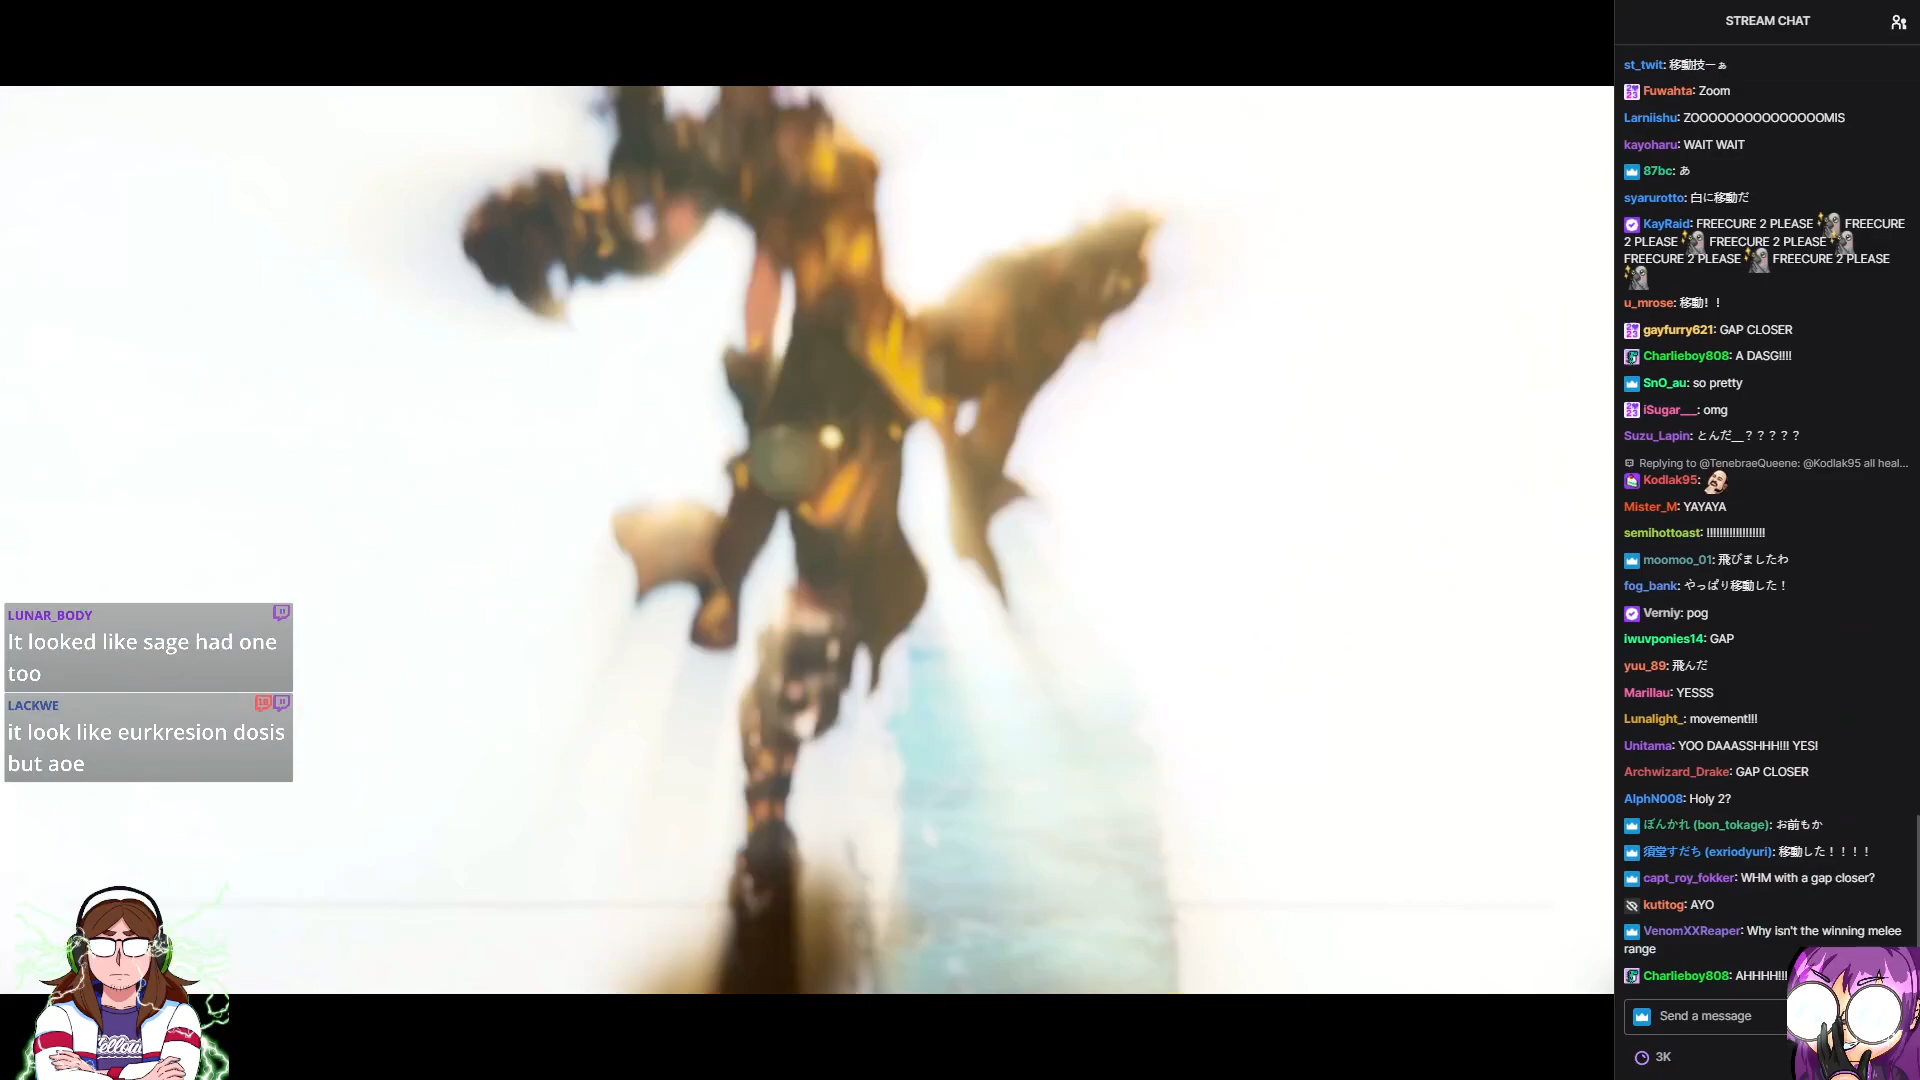 STREAM CHAT
st_twit: 移動技ーぁ
Fuwahta: Zoom
Larniishu: ZOOOOOOOOOOOOOOOMIS
kayoharu: WAIT WAIT
87bc: あ
syarurotto: 白に移動だ
KayRaid: FREECURE 2 PLEASE FREECURE
2 PLEASE FREECURE 2 PLEASE
FREECURE 2 PLEASE FREECURE 2 PLEASE
u_mrose: 移動！！
gayfurry621: GAP CLOSER
Charlieboy808: A DASG!!!!
SnO_au: so pretty
iSugar___: omg
Suzu_Lapin: とんだ__？？？？？
Replying to @TenebraeQueene: @Kodlak95 all heal...
Kodlak95:
Mister_M: YAYAYA
semihottoast: !!!!!!!!!!!!!!!!!!
moomoo_01: 飛びましたわ
fog_bank: やっぱり移動した！
Verniy: pog
iwuvponies14: GAP
yuu_89: 飛んだ
Marillau: YESSS
Lunalight_: movement!!!
Unitama: YOO DAAASSHHH!!! YES!
Archwizard_Drake: GAP CLOSER
AlphN008: Holy 2?
ぽんかれ (bon_tokage): お前もか
須堂すだち (exriodyuri): 移動した！！！！
capt_roy_fokker: WHM with a gap closer?
kutitog: AYO
VenomXXReaper: Why isn't the winning melee
range
Charlieboy808: AHHHH!!!
Send a message
3K
LUNAR_BODY
It looked like sage had one
too
LACKWE
18
it look like eurkresion dosis
but aoe